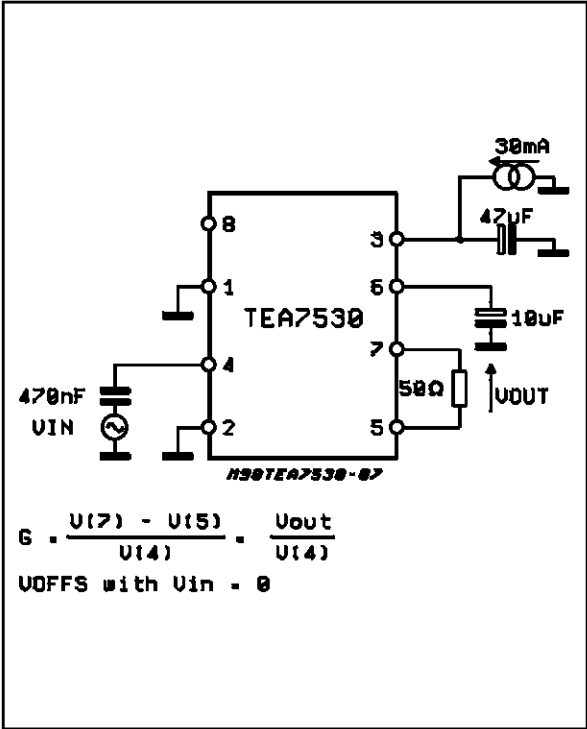 30mA
47uF
8
3
1
6
TEA7530
10uF
7
4
470nF
50Ω
VOUT
VIN
2
5
M90TEA7530-07
G = V(7) - V(5) / V(4) = Vout / V(4)
VOFFS with Vin = 0